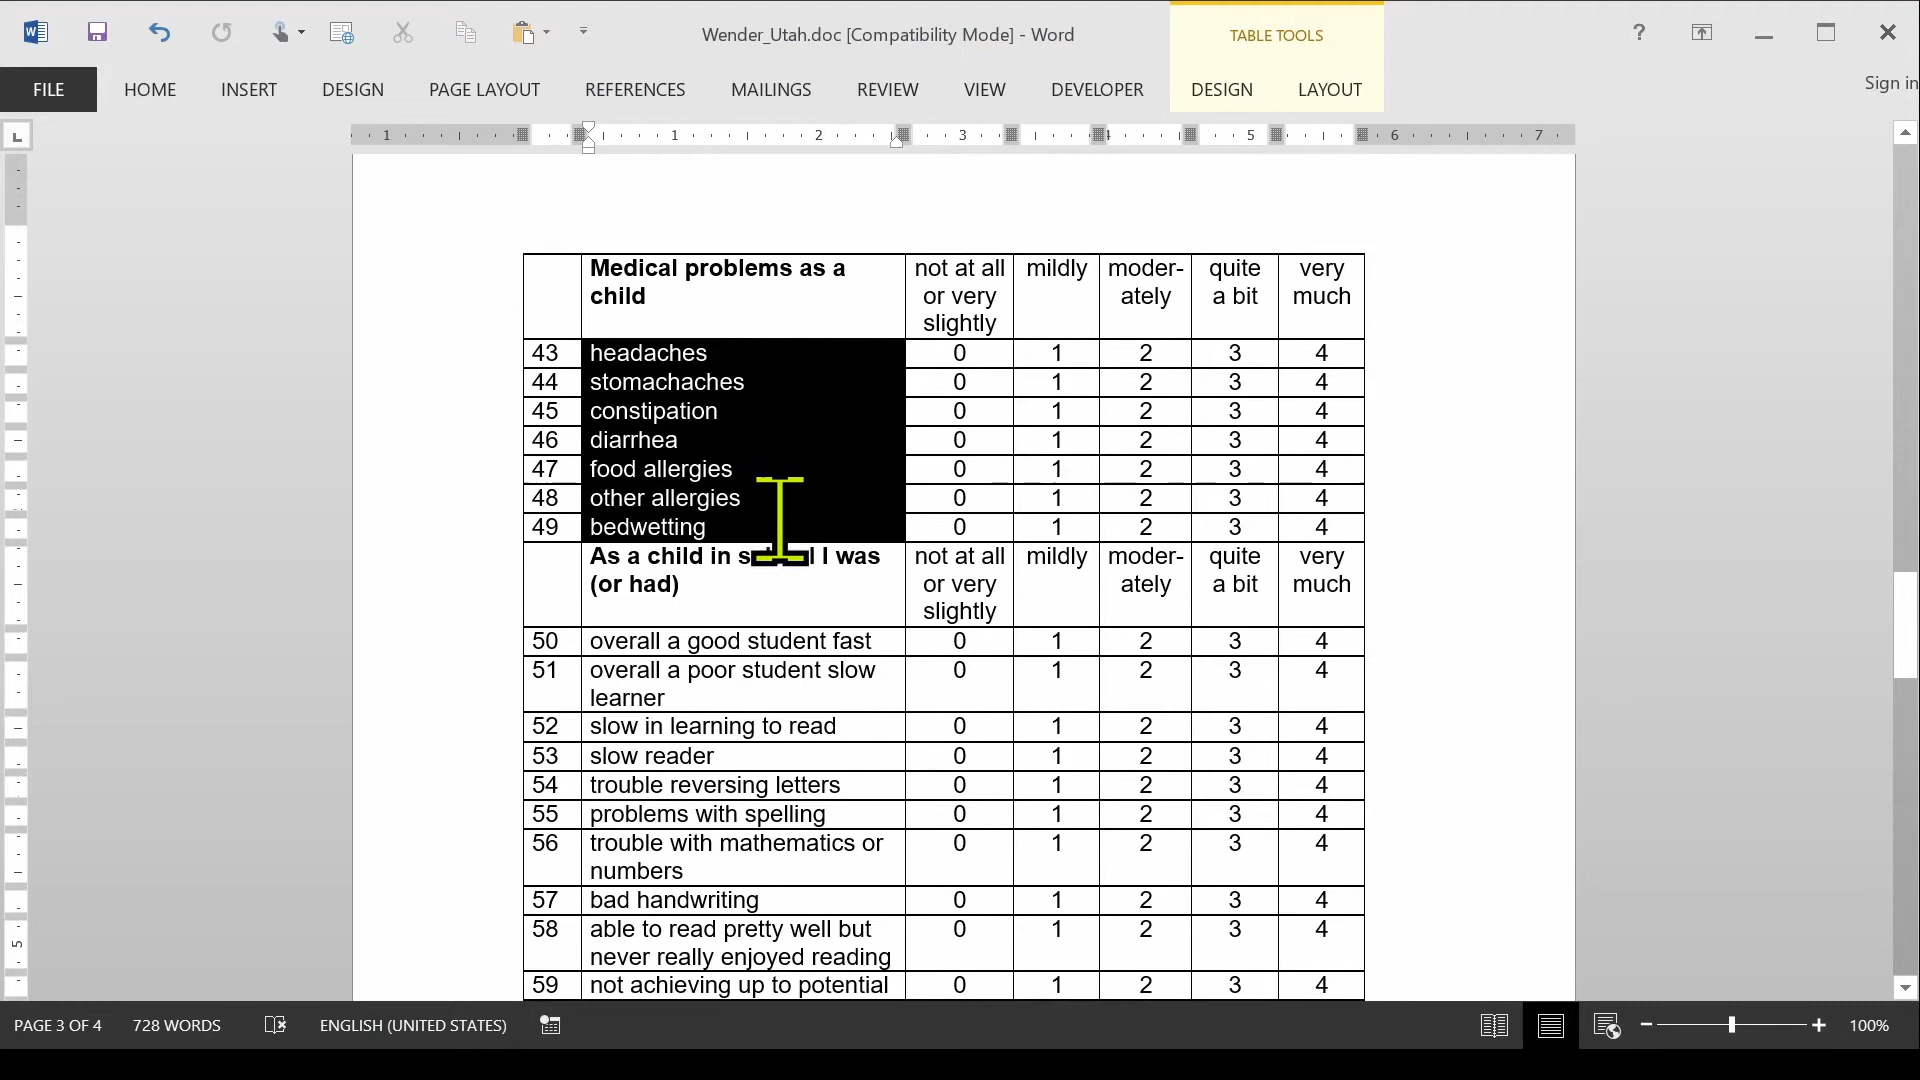 Wender_Utah.doc [Compatibility Mode] - Word
TABLE TOOLS
?
Sign in
FILE HOME INSERT DESIGN PAGE LAYOUT REFERENCES MAILINGS REVIEW VIEW DEVELOPER DESIGN LAYOUT
1 1 2 3 4 5 6 7
Medical problems as a
child
not at all
or very
slightly
mildly
moder-
ately
quite
a bit
very
much
43 headaches 0 1 2 3 4
44 stomachaches 0 1 2 3 4
45 constipation 0 1 2 3 4
46 diarrhea 0 1 2 3 4
47 food allergies 0 1 2 3 4
48 other allergies 0 1 2 3 4
49 bedwetting 0 1 2 3 4
As a child in s l I was
(or had)
not at all
or very
slightly
mildly
moder-
ately
quite
a bit
very
much
50 overall a good student fast 0 1 2 3 4
51 overall a poor student slow 0 1 2 3 4
learner
52 slow in learning to read 0 1 2 3 4
53 slow reader 0 1 2 3 4
54 trouble reversing letters 0 1 2 3 4
55 problems with spelling 0 1 2 3 4
56 trouble with mathematics or 0 1 2 3 4
numbers
57 bad handwriting 0 1 2 3 4
58 able to read pretty well but 0 1 2 3 4
never really enjoyed reading
59 not achieving up to potential 0 1 2 3 4
5
PAGE 3 OF 4 728 WORDS ENGLISH (UNITED STATES) 100%